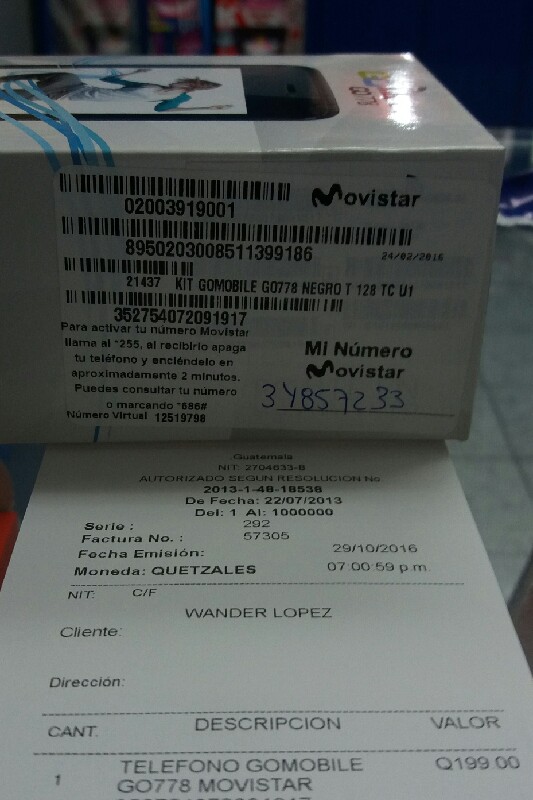 02003919001
Movistar
8950203008511399186
24/02/2016
21437 KIT GOMOBILE GO778 NEGRO T 128 TC U1
352754072091917
Para activar tu número Movistar
llama al *255, al recibirlo apaga
tu teléfono y enciéndelo en
aproximadamente 2 minutos.
Puedes consultar tu número
o marcando *686#
Número Virtual 12519798
Mi Número
Movistar
34857233
Guatemala
NIT: 2704633-8
AUTORIZADO SEGUN RESOLUCION No
2013-1-48-18536
De Fecha: 22/07/2013
Del: 1 Al: 1000000
Serie : 292
Factura No. : 57305
Fecha Emisión: 29/10/2016
Moneda: QUETZALES 07:00:59 p.m.
NIT: C/F
WANDER LOPEZ
Cliente:
Dirección:
CANT. DESCRIPCION VALOR
1 TELEFONO GOMOBILE Q199.00
GO778 MOVISTAR